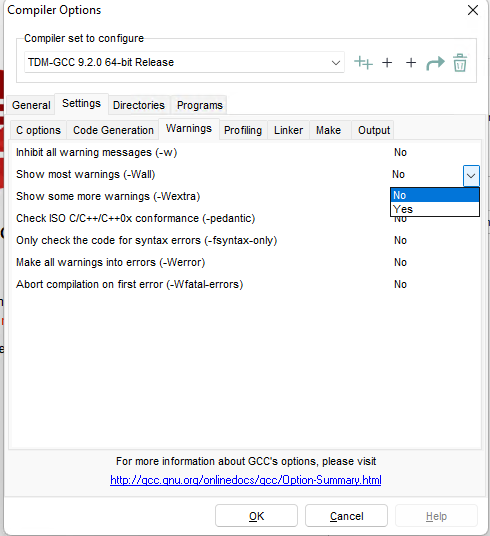 Compiler Options
Compiler set to configure
TDM-GCC 9.2.0 64-bit Release
General Settings Directories Programs
C options Code Generation Warnings Profiling Linker Make Output
Inhibit all warning messages (-w) No
Show most warnings (-Wall) No
Show some more warnings (-Wextra) No
Yes
Check ISO C/C++/C++0x conformance (-pedantic) No
Only check the code for syntax errors (-fsyntax-only) No
Make all warnings into errors (-Werror) No
Abort compilation on first error (-Wfatal-errors) No
For more information about GCC's options, please visit
http://gcc.gnu.org/onlinedocs/gcc/Option-Summary.html
OK Cancel Help